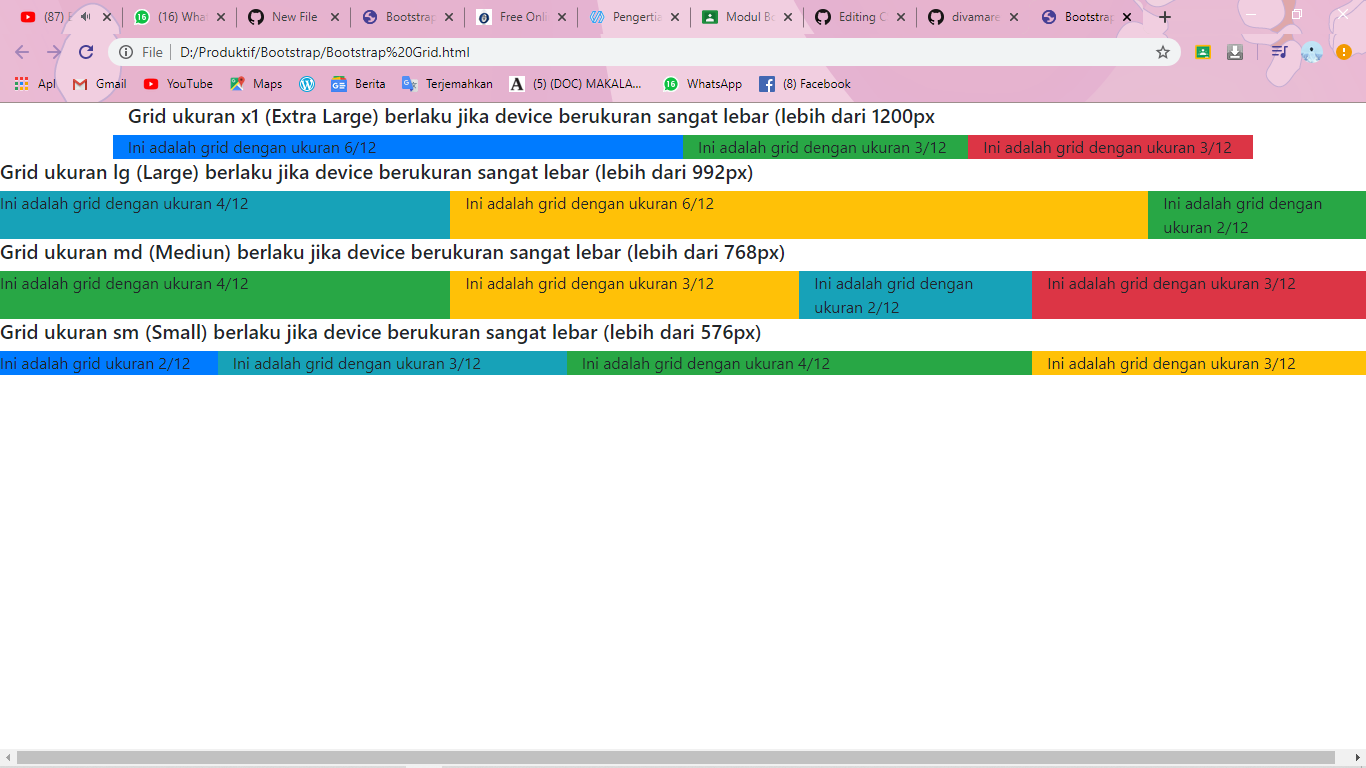 (87) E
(16) What
New File
Bootstrap
Free Onli
Pengertia
Modul Bo
Editing C
divamare
Bootstrap
File
D:/Produktif/Bootstrap/Bootstrap%20Grid.html
Apl
Gmail
YouTube
Maps
Berita
Terjemahkan
(5) (DOC) MAKALA...
WhatsApp
(8) Facebook
Grid ukuran x1 (Extra Large) berlaku jika device berukuran sangat lebar (lebih dari 1200px
Ini adalah grid dengan ukuran 6/12
Ini adalah grid dengan ukuran 3/12
Ini adalah grid dengan ukuran 3/12
Grid ukuran lg (Large) berlaku jika device berukuran sangat lebar (lebih dari 992px)
Ini adalah grid dengan ukuran 4/12
Ini adalah grid dengan ukuran 6/12
Ini adalah grid dengan
ukuran 2/12
Grid ukuran md (Mediun) berlaku jika device berukuran sangat lebar (lebih dari 768px)
Ini adalah grid dengan ukuran 4/12
Ini adalah grid dengan ukuran 3/12
Ini adalah grid dengan
ukuran 2/12
Ini adalah grid dengan ukuran 3/12
Grid ukuran sm (Small) berlaku jika device berukuran sangat lebar (lebih dari 576px)
Ini adalah grid ukuran 2/12
Ini adalah grid dengan ukuran 3/12
Ini adalah grid dengan ukuran 4/12
Ini adalah grid dengan ukuran 3/12